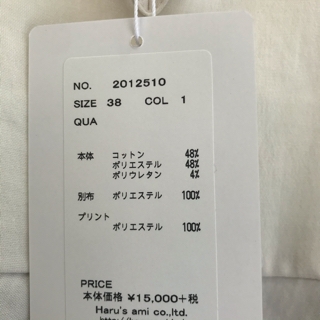 NO. 2012510
SIZE 38 COL 1
QUA
本体 コットン 48%
ポリエステル 48%
ポリウレタン 4%
別布 ポリエステル 100%
プリント
ポリエステル 100%
PRICE
本体価格 ¥15,000+税
Haru's ami co.,ltd.